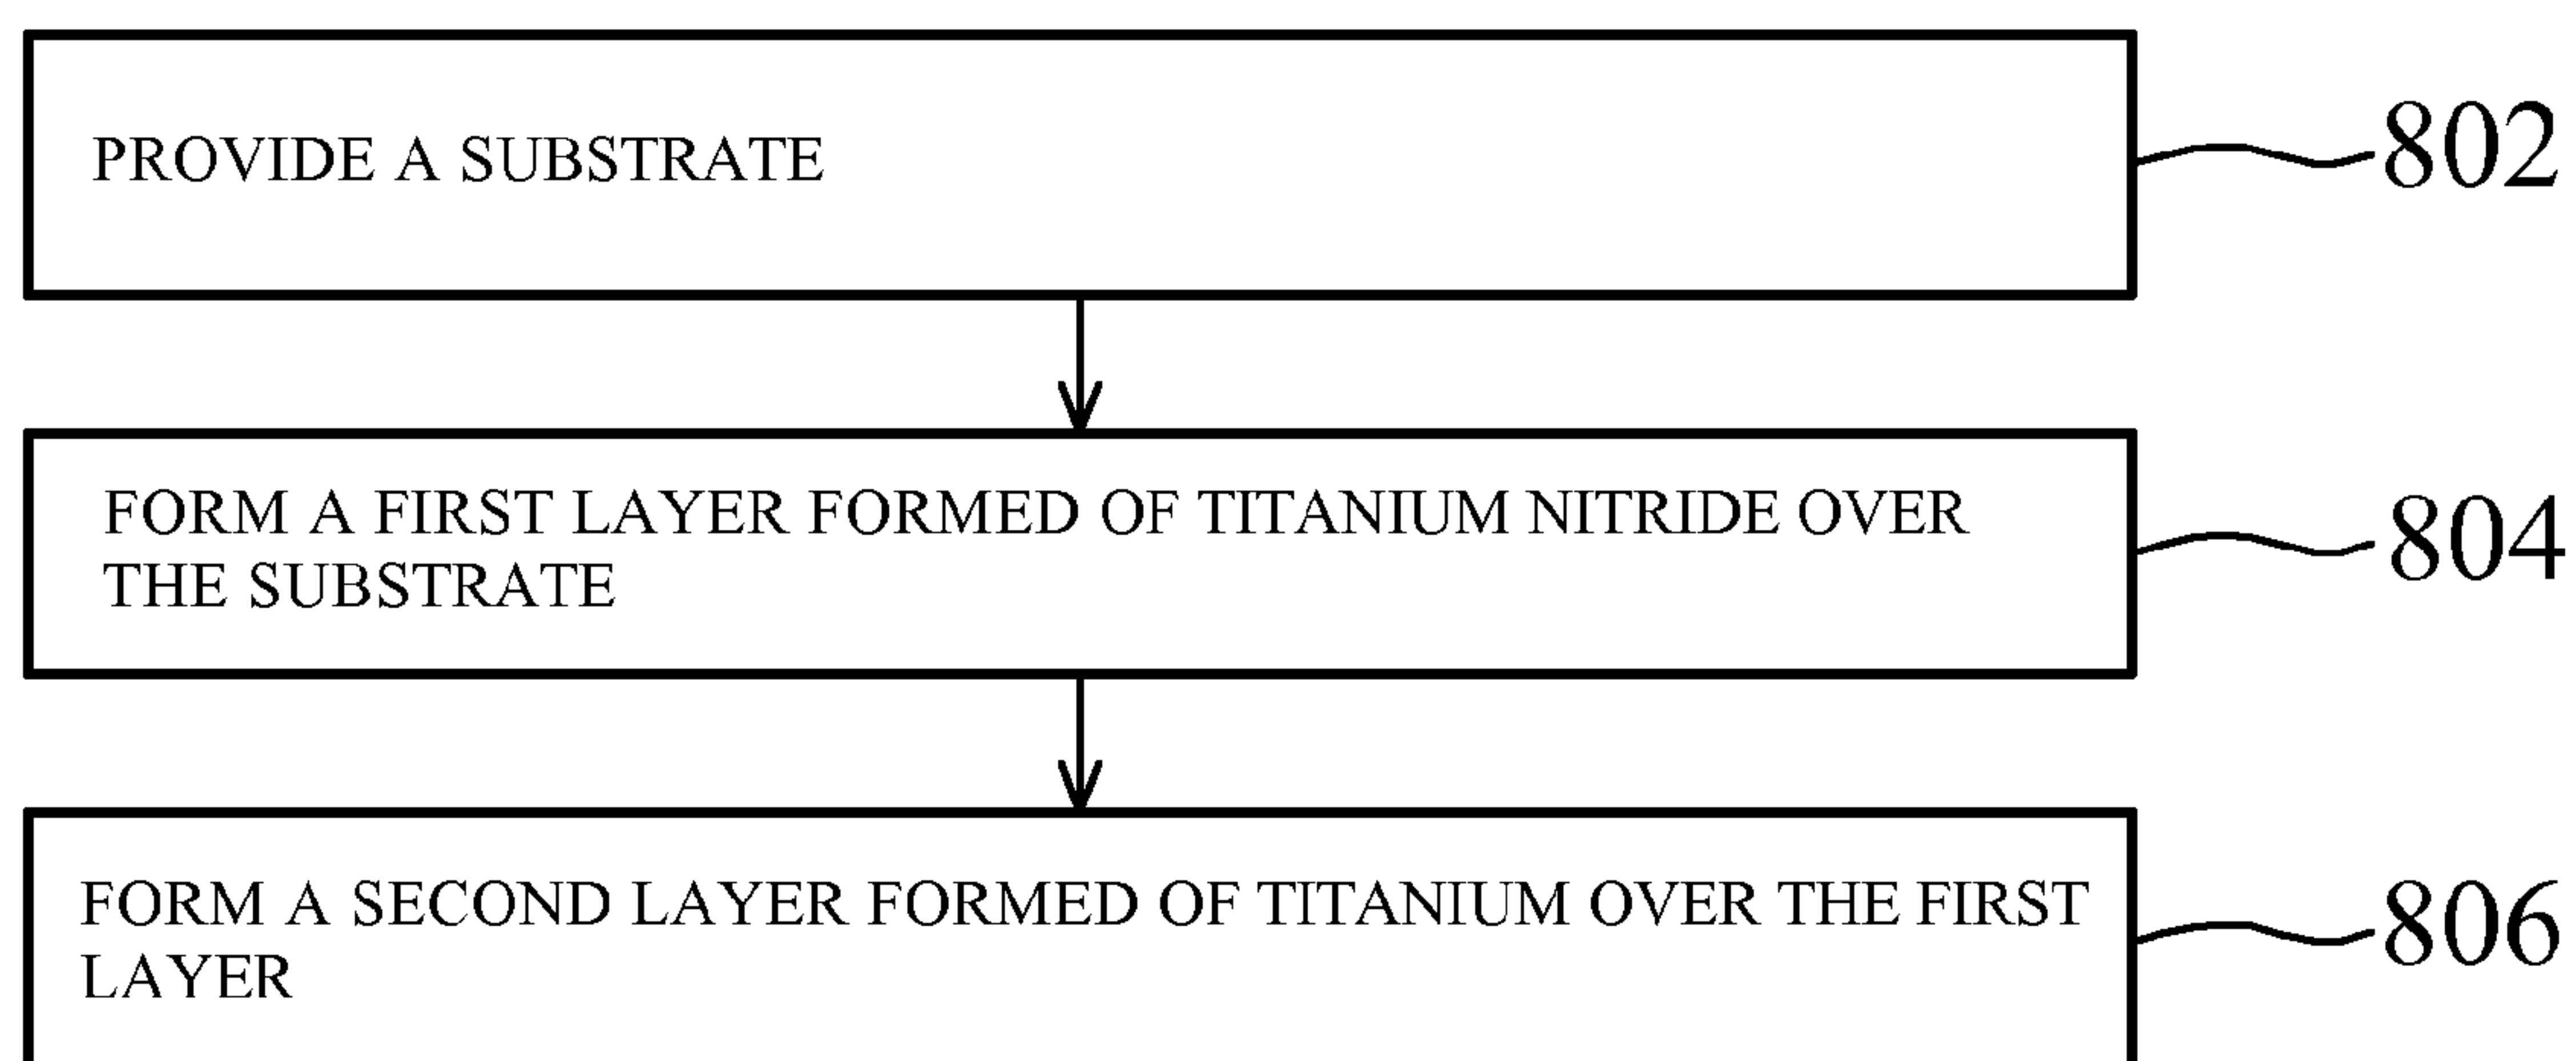 PROVIDE A SUBSTRATE
802
FORM A FIRST LAYER FORMED OF TITANIUM NITRIDE OVER
THE SUBSTRATE
804
FORM A SECOND LAYER FORMED OF TITANIUM OVER THE FIRST
LAYER
806